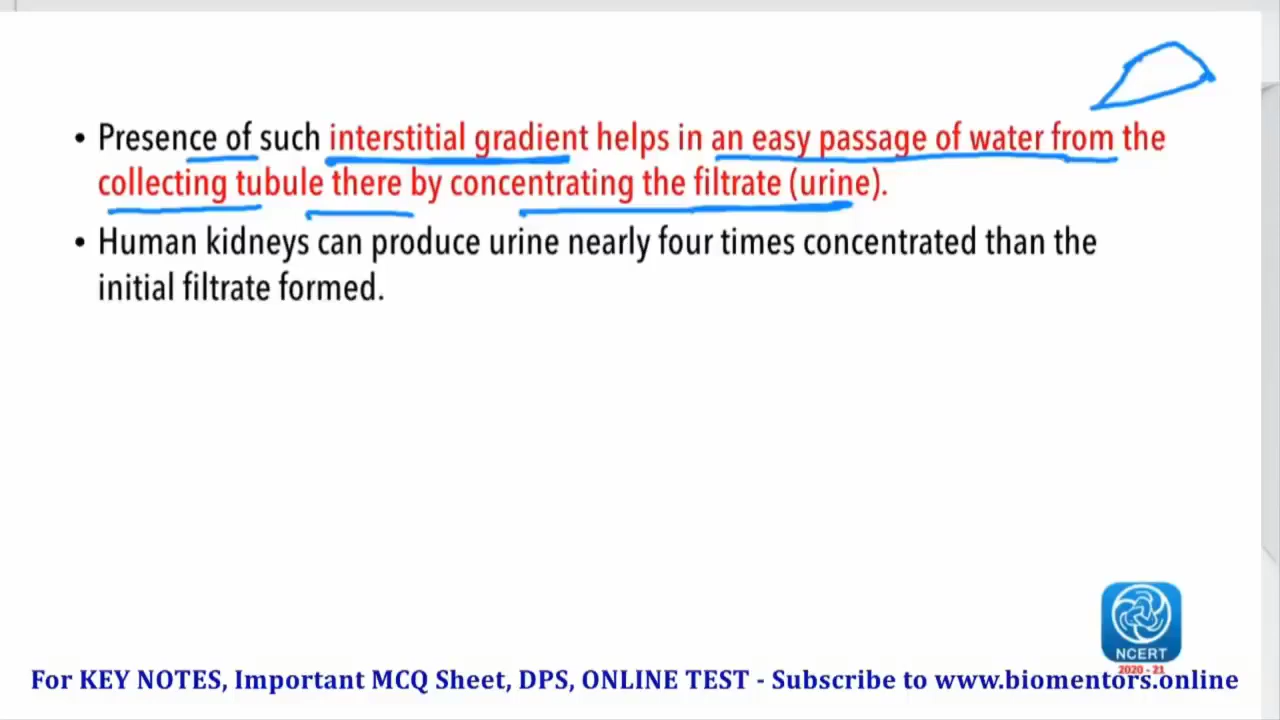 • Presence of such interstitial gradient helps in an easy passage of water from the
collecting tubule there by concentrating the filtrate (urine).
• Human kidneys can produce urine nearly four times concentrated than the
initial filtrate formed.
NCERT
2020 - 21
For KEY NOTES, Important MCQ Sheet, DPS, ONLINE TEST - Subscribe to www.biomentors.online